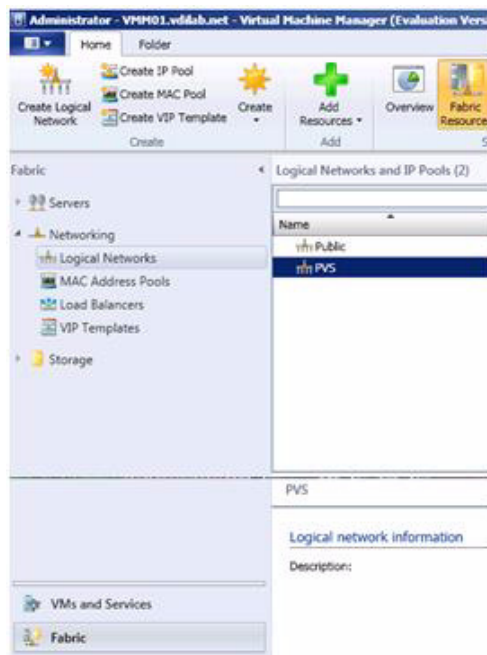 Administrator - VMM01.vdilab.net - Virtual Machine Manager (Evaluation Vers
Home Folder
Create Logical Network
Create IP Pool
Create MAC Pool
Create VIP Template
Create
Add Resources
Overview
Fabric Resource
Create
Add
S
Fabric
Logical Networks and IP Pools (2)
Servers
Networking
Logical Networks
MAC Address Pools
Load Balancers
VIP Templates
Storage
Name
Public
PVS
PVS
Logical network information
Description:
VMs and Services
Fabric